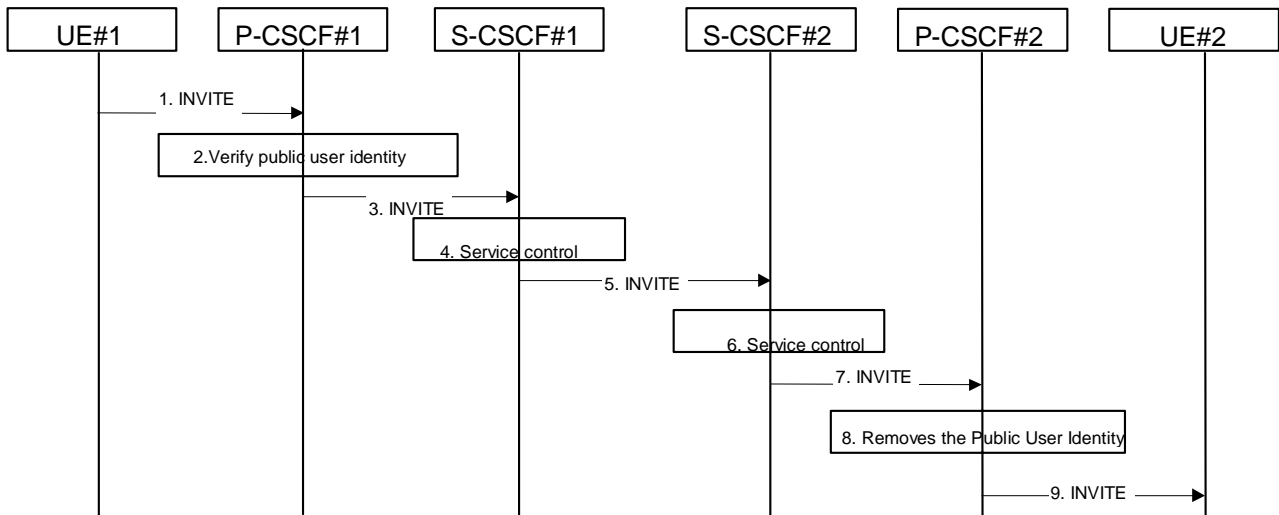 UE#1
P-CSCF#1
S-CSCF#1
S-CSCF#2
P-CSCF#2
UE#2
1. INVITE
2.Verify public user identity
3. INVITE
4. Service control
5. INVITE
6. Service control
7. INVITE
8. Removes the Public User Identity
9. INVITE